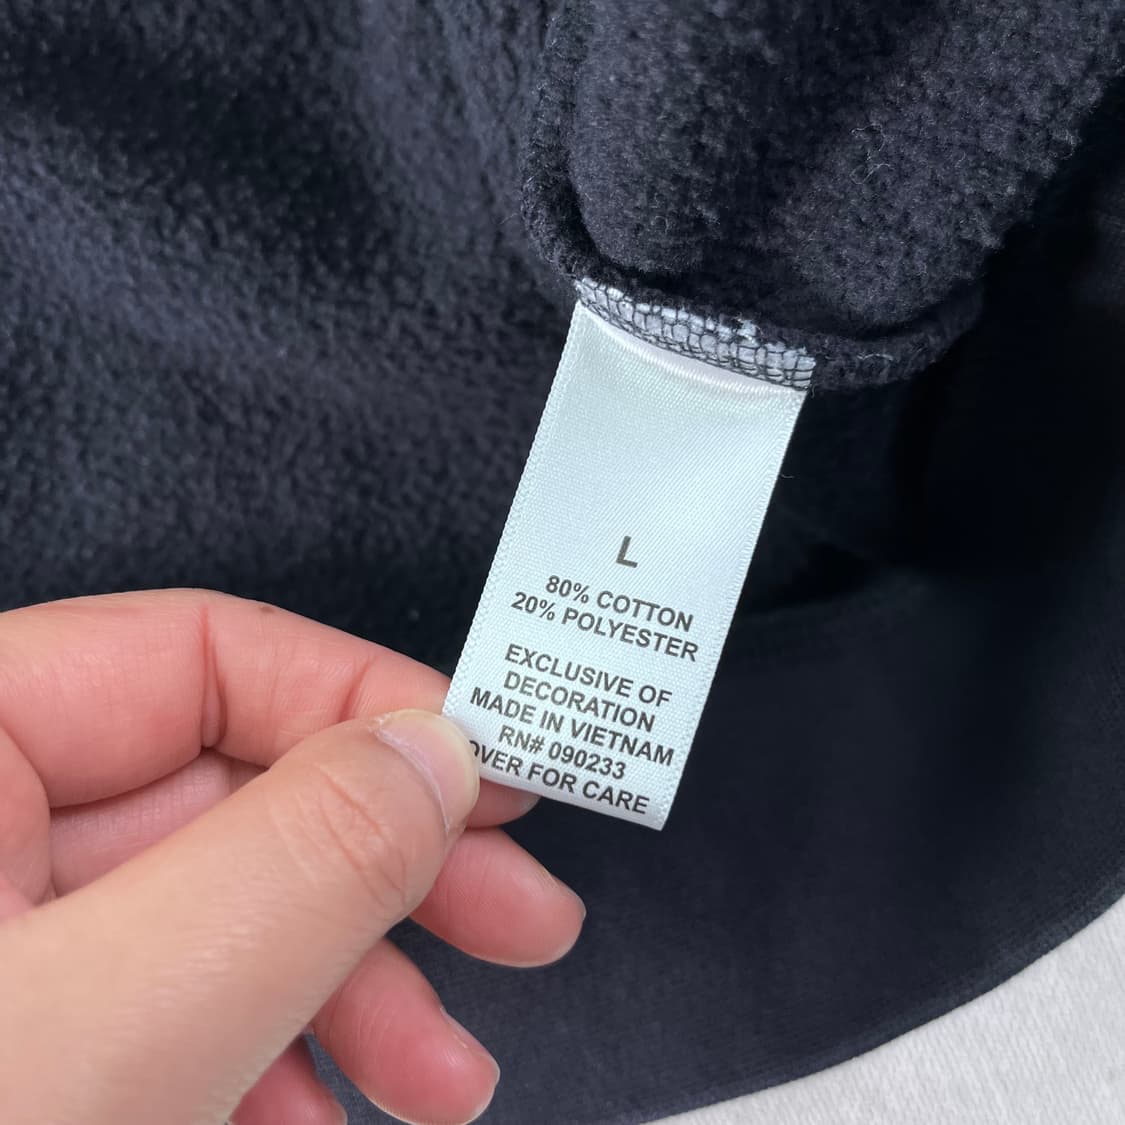 L
80% COTTON
20% POLYESTER
EXCLUSIVE OF
DECORATION
MADE IN VIETNAM
RN# 090233
OVER FOR CARE